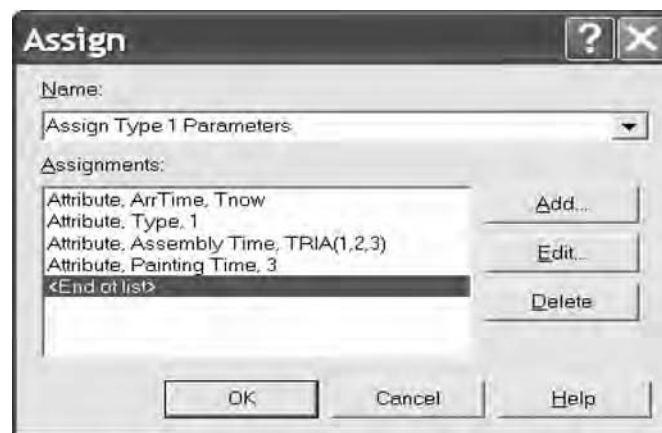 Assign
?
Name:
Assign Type 1 Parameters
Assignments:
Attribute, ArrTime, Tnow
Attribute, Type, 1
Attribute, Assembly Time, TRIA(1,2,3)
Attribute, Painting Time, 3
<End of list>
Add...
Edit...
Delete
OK
Cancel
Help